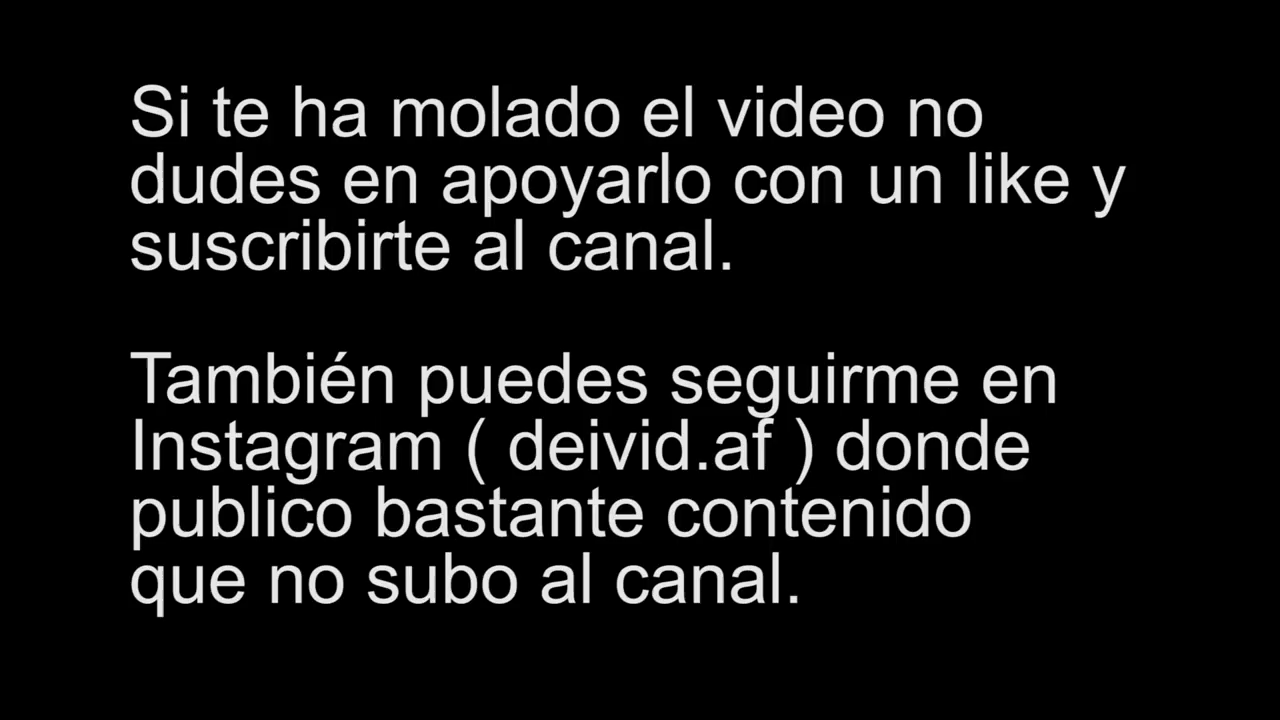 Si te ha molado el video no
dudes en apoyarlo con un like y
suscribirte al canal.
También puedes seguirme en
Instagram ( deivid.af ) donde
publico bastante contenido
que no subo al canal.